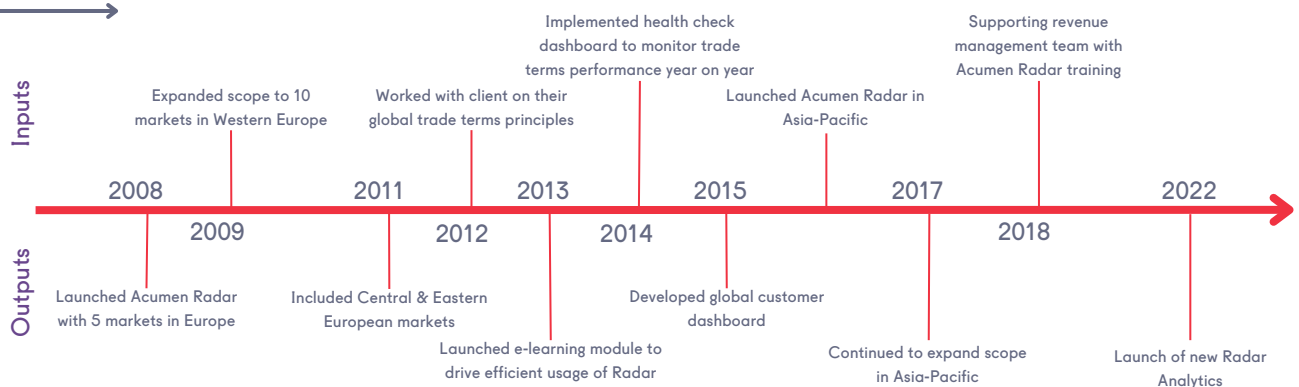 Inputs
Implemented health check
dashboard to monitor trade
terms performance year on year
Supporting revenue
management team with
Acumen Radar training
Expanded scope to 10
markets in Western Europe
Worked with client on their
global trade terms principles
Launched Acumen Radar in
Asia-Pacific
2008
2011
2013
2015
2017
2022
2009
2012
2014
2018
Outputs
Launched Acumen Radar
with 5 markets in Europe
Included Central & Eastern
European markets
Developed global customer
dashboard
Launched e-learning module to
drive efficient usage of Radar
Continued to expand scope
in Asia-Pacific
Launch of new Radar
Analytics